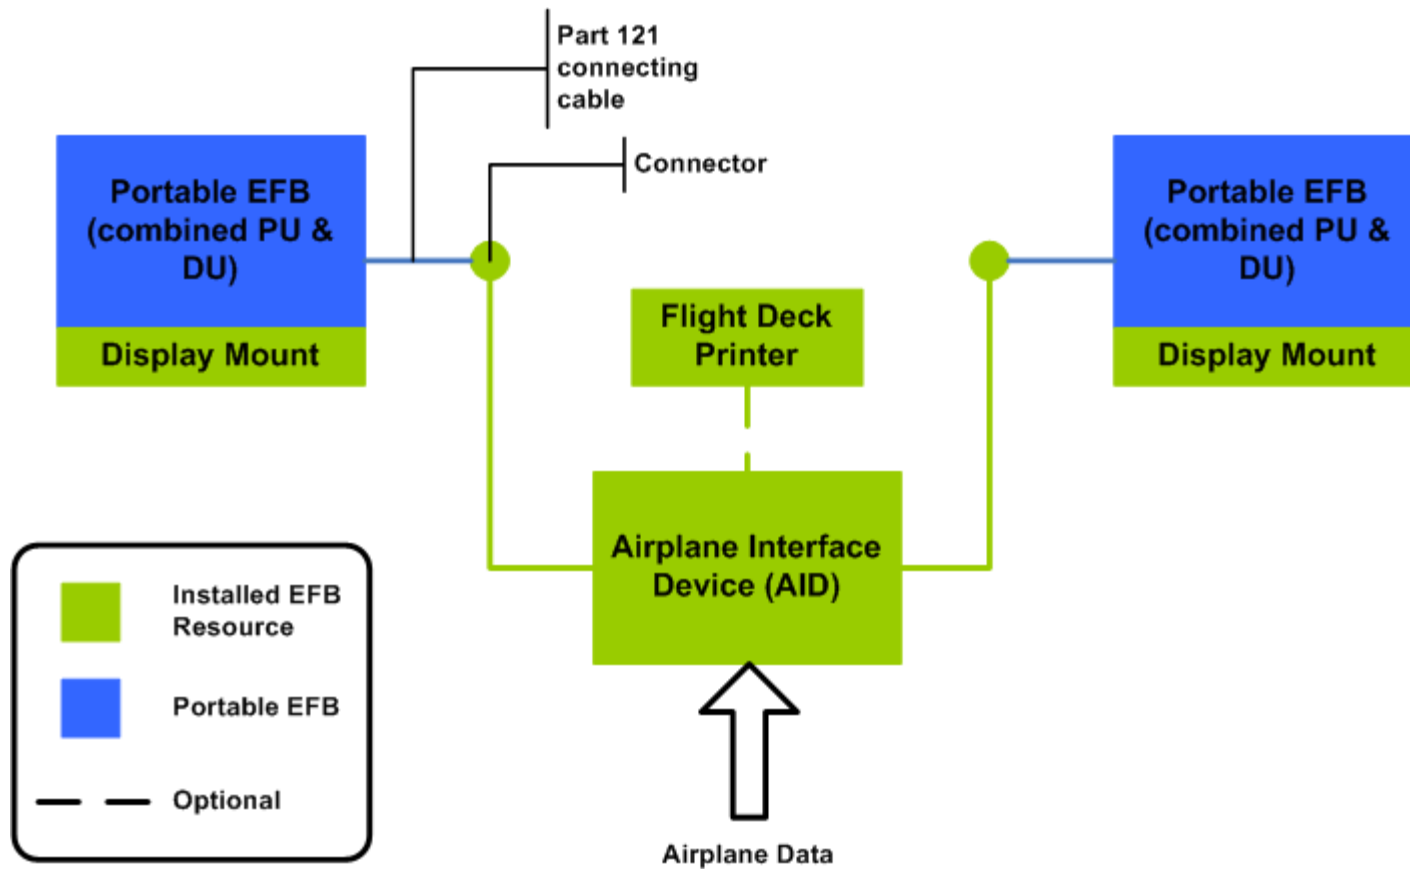 Part 121
connecting
cable
Connector
Portable EFB
(combined PU &
DU)
Display Mount
Portable EFB
(combined PU &
DU)
Display Mount
Flight Deck
Printer
Airplane Interface
Device (AID)
Installed EFB
Resource
Portable EFB
Optional
Airplane Data